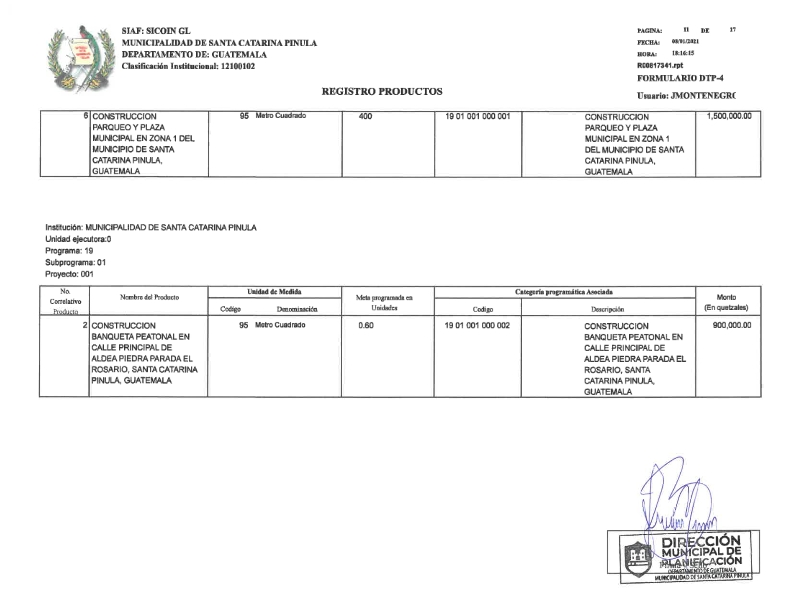 SIAF: SICOIN GL
MUNICIPALIDAD DE SANTA CATARINA PINULA
DEPARTAMENTO DE: GUATEMALA
Clasificación Institucional: 12100102
PAGINA: 11 DE 17
FECHA: 08/01/2021
HORA: 18:16:15
R00817341.rpt
FORMULARIO DTP-4
REGISTRO PRODUCTOS
Usuario: JMONTENEGRO
6 CONSTRUCCION PARQUEO Y PLAZA MUNICIPAL EN ZONA 1 DEL MUNICIPIO DE SANTA CATARINA PINULA, GUATEMALA
95 Metro Cuadrado
400
19 01 001 000 001
CONSTRUCCION PARQUEO Y PLAZA MUNICIPAL EN ZONA 1 DEL MUNICIPIO DE SANTA CATARINA PINULA, GUATEMALA
1,500,000.00
Institución: MUNICIPALIDAD DE SANTA CATARINA PINULA
Unidad ejecutora:0
Programa: 19
Subprograma: 01
Proyecto: 001
No. Correlativo Producto
Nombre del Producto
Unidad de Medida
Codigo
Denominación
Meta programada en Unidades
Categoria programática Asociada
Codigo
Descripción
Monto (En quetzales)
2 CONSTRUCCION BANQUETA PEATONAL EN CALLE PRINCIPAL DE ALDEA PIEDRA PARADA EL ROSARIO, SANTA CATARINA PINULA, GUATEMALA
95 Metro Cuadrado
0.60
19 01 001 000 002
CONSTRUCCION BANQUETA PEATONAL EN CALLE PRINCIPAL DE ALDEA PIEDRA PARADA EL ROSARIO, SANTA CATARINA PINULA, GUATEMALA
900,000.00
DIRECCIÓN
MUNICIPAL DE
PLANIFICACIÓN
DEPARTAMENTO DE GUATEMALA
MUNICIPALIDAD DE SANTA CATARINA PINULA